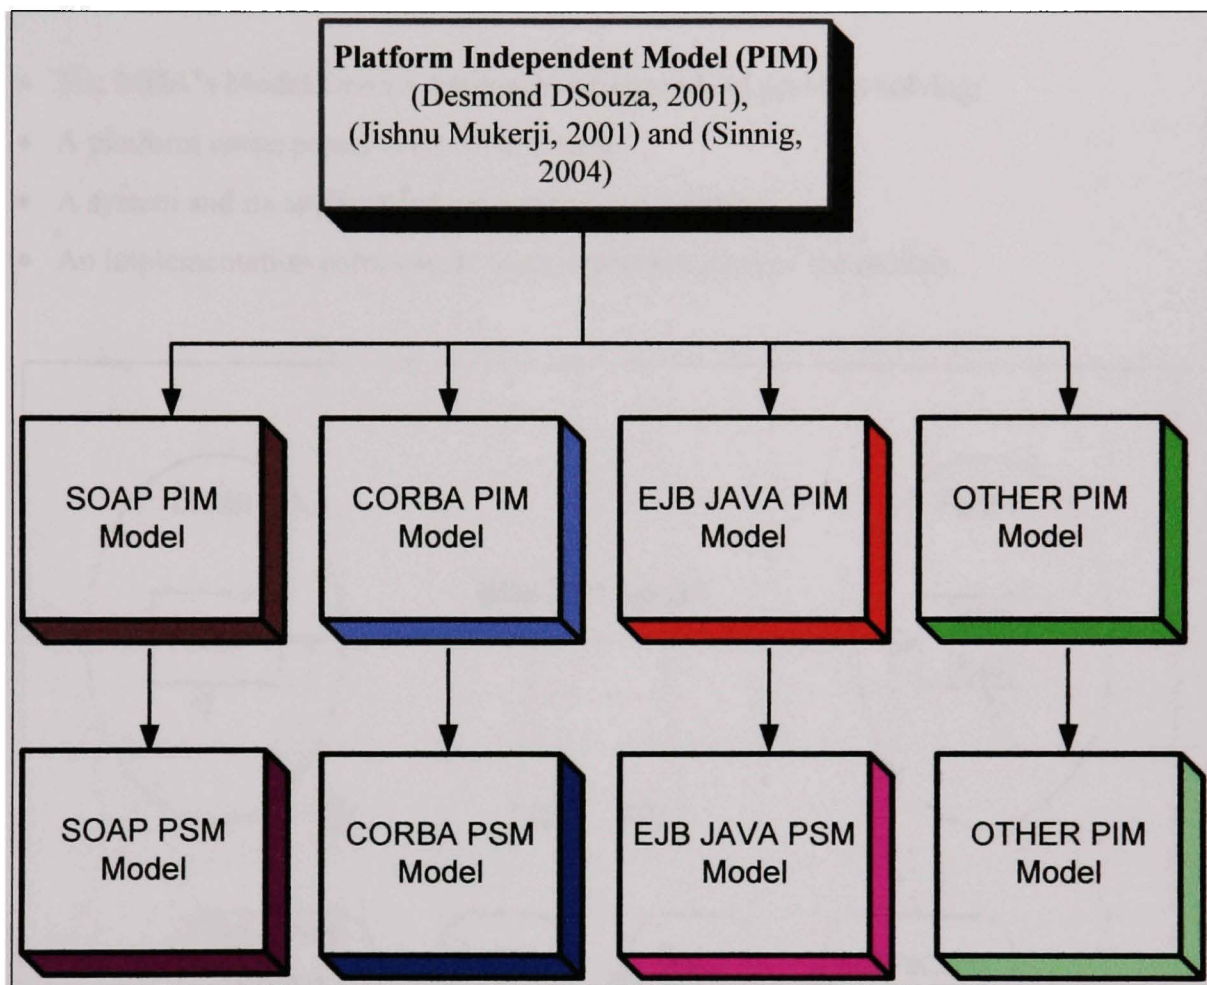 Platform Independent Model (PIM)
(Desmond DSouza, 2001),
(Jishnu Mukerji, 2001) and (Sinnig,
2004)
SOAP PIM
Model
CORBA PIM
Model
EJB JAVA PIM
Model
OTHER PIM
Model
SOAP PSM
Model
CORBA PSM
Model
EJB JAVA PSM
Model
OTHER PIM
Model